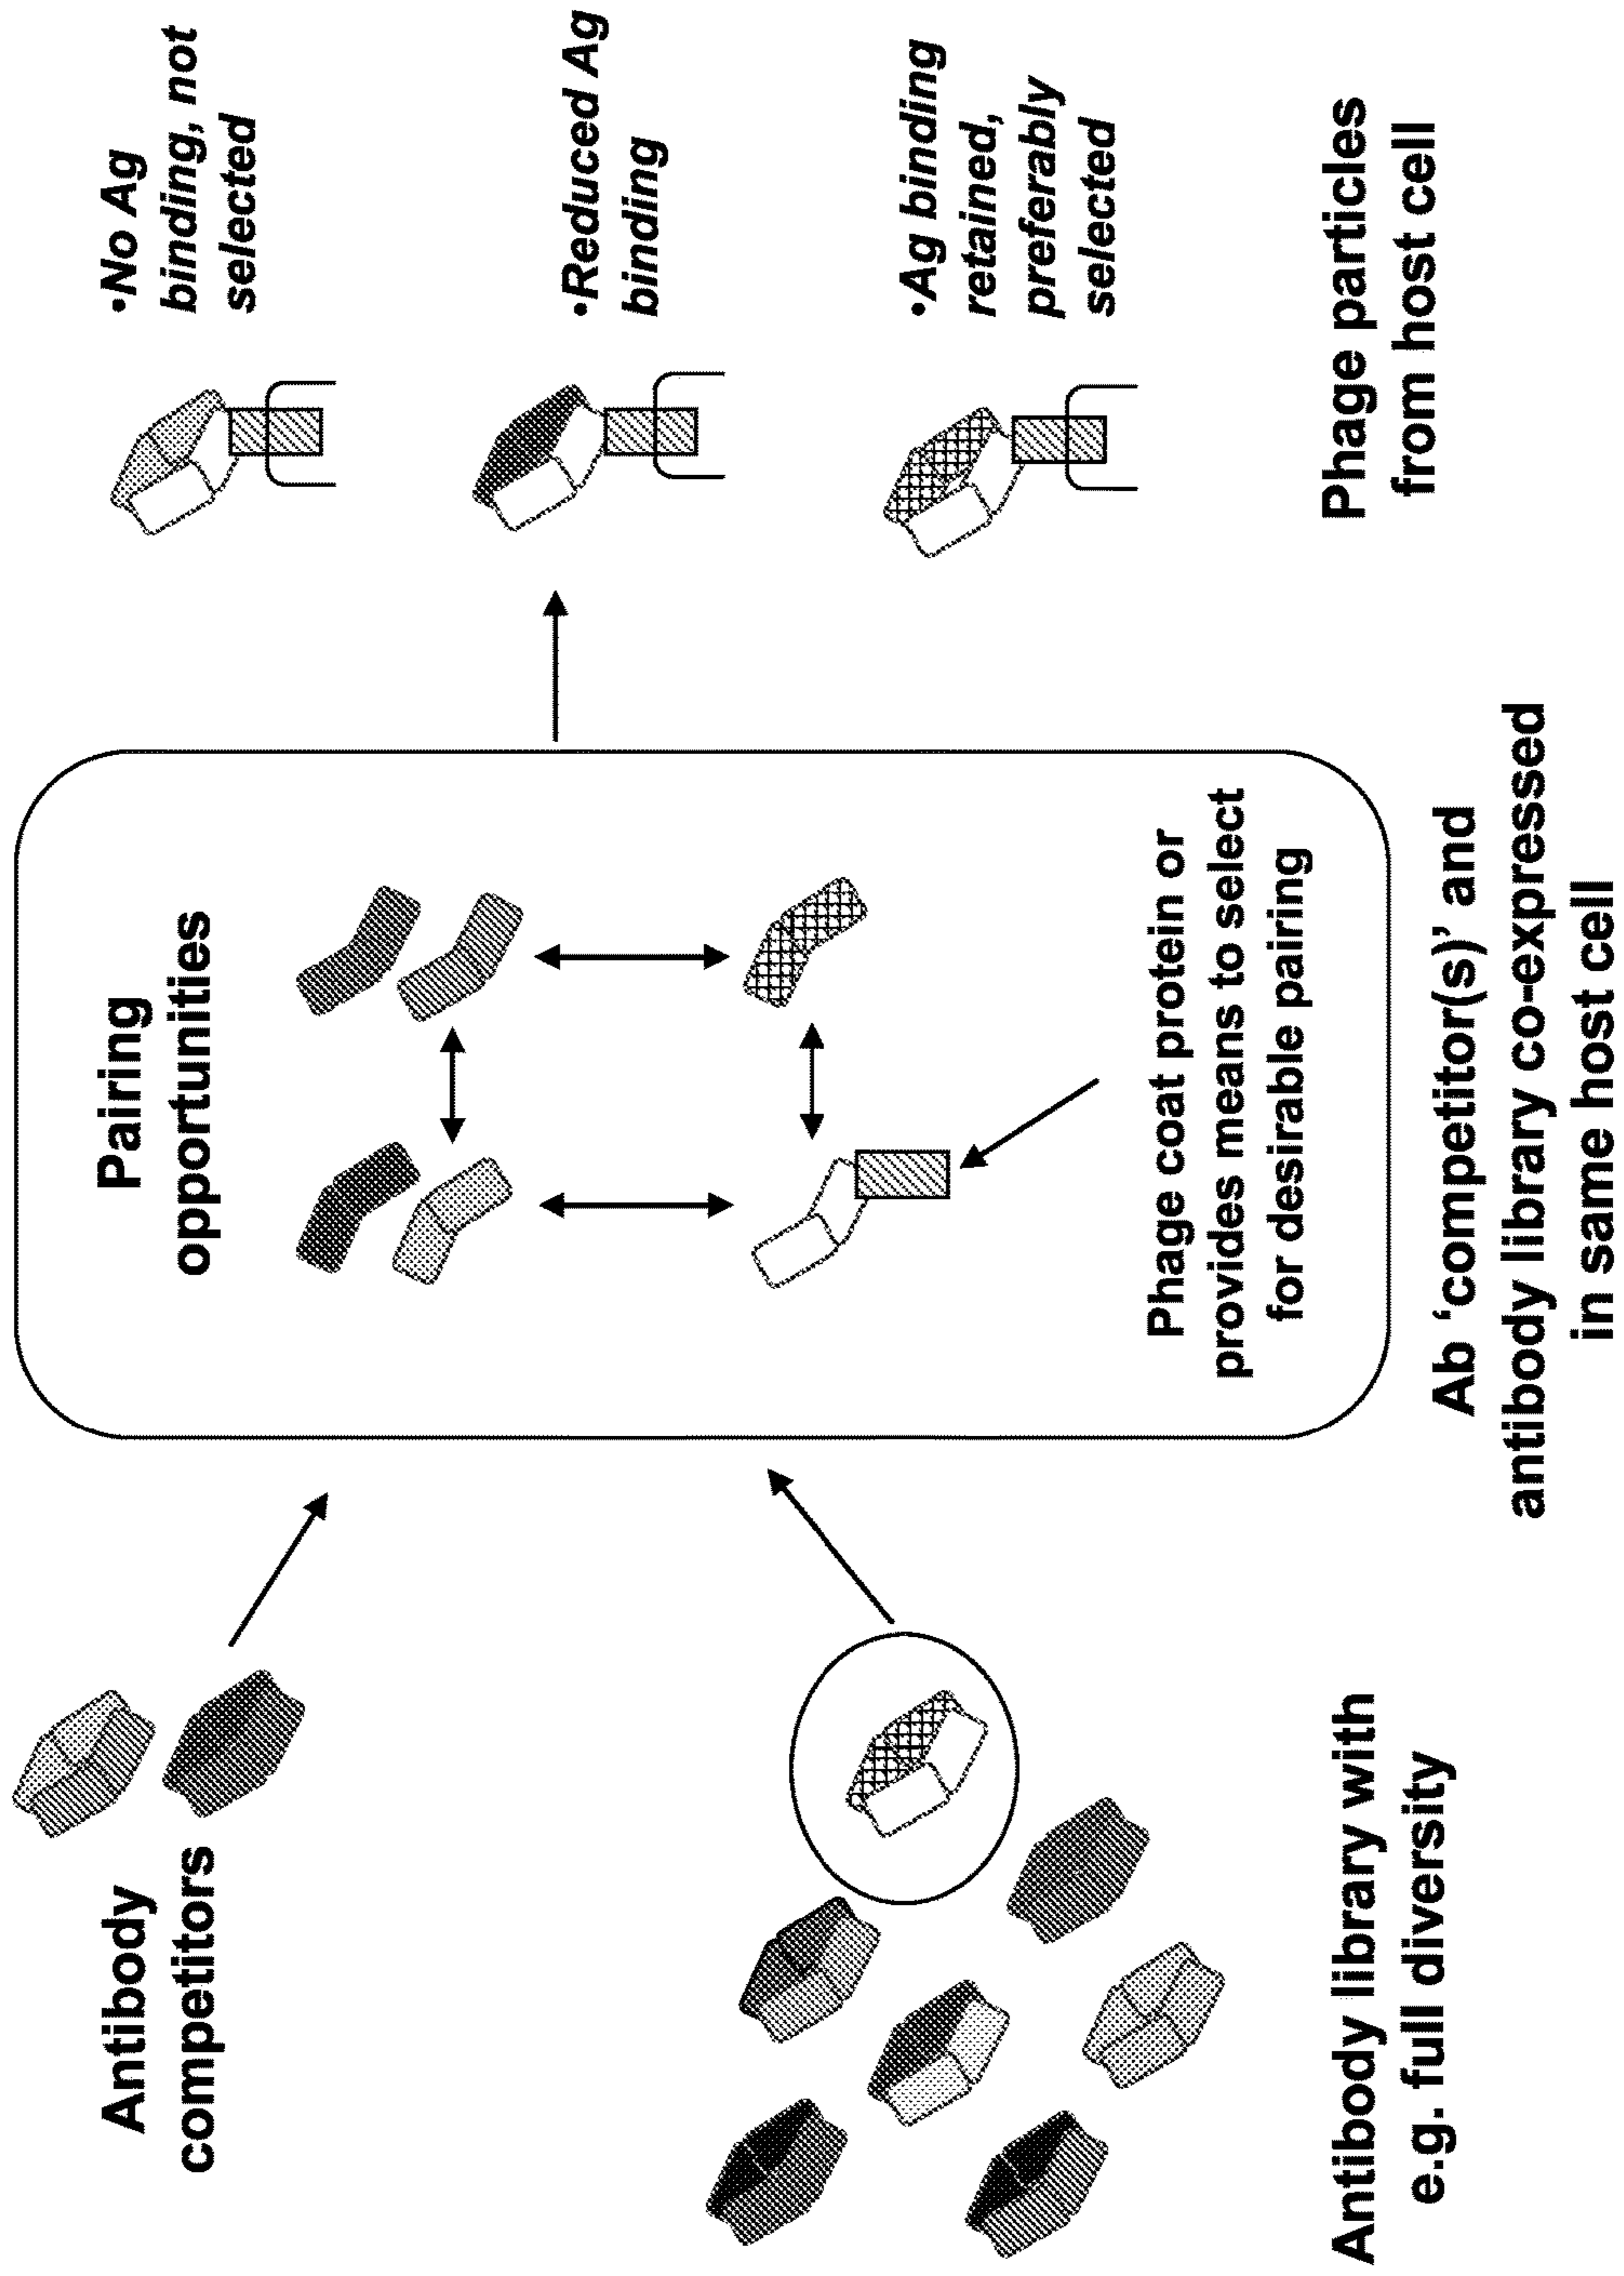 Antibody
competitors
Antibody library with
e.g. full diversity
Pairing
opportunities
Phage coat protein or
provides means to select
for desirable pairing
Ab ‘competitor(s)’ and
antibody library co-expressed
in same host cell
•No Ag
binding, not
selected
•Reduced Ag
binding
•Ag binding
retained,
preferably
selected
Phage particles
from host cell